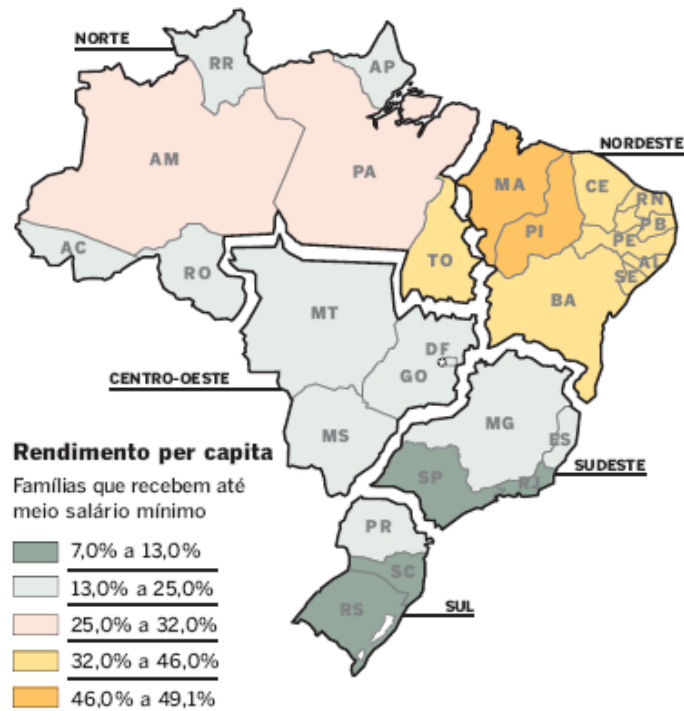 NORTE
RR
AP
NORDESTE
AM
PA
MA
CE
RN
PB
PI
PE
AL
SE
AC
RO
TO
BA
MT
DF
GO
CENTRO-OESTE
MS
MG
ES
SUDESTE
SP
RJ
PR
SC
RS
SUL
Rendimento per capita
Famílias que recebem até
meio salário mínimo
7,0% a 13,0%
13,0% a 25,0%
25,0% a 32,0%
32,0% a 46,0%
46,0% a 49,1%